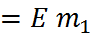 = E m₁